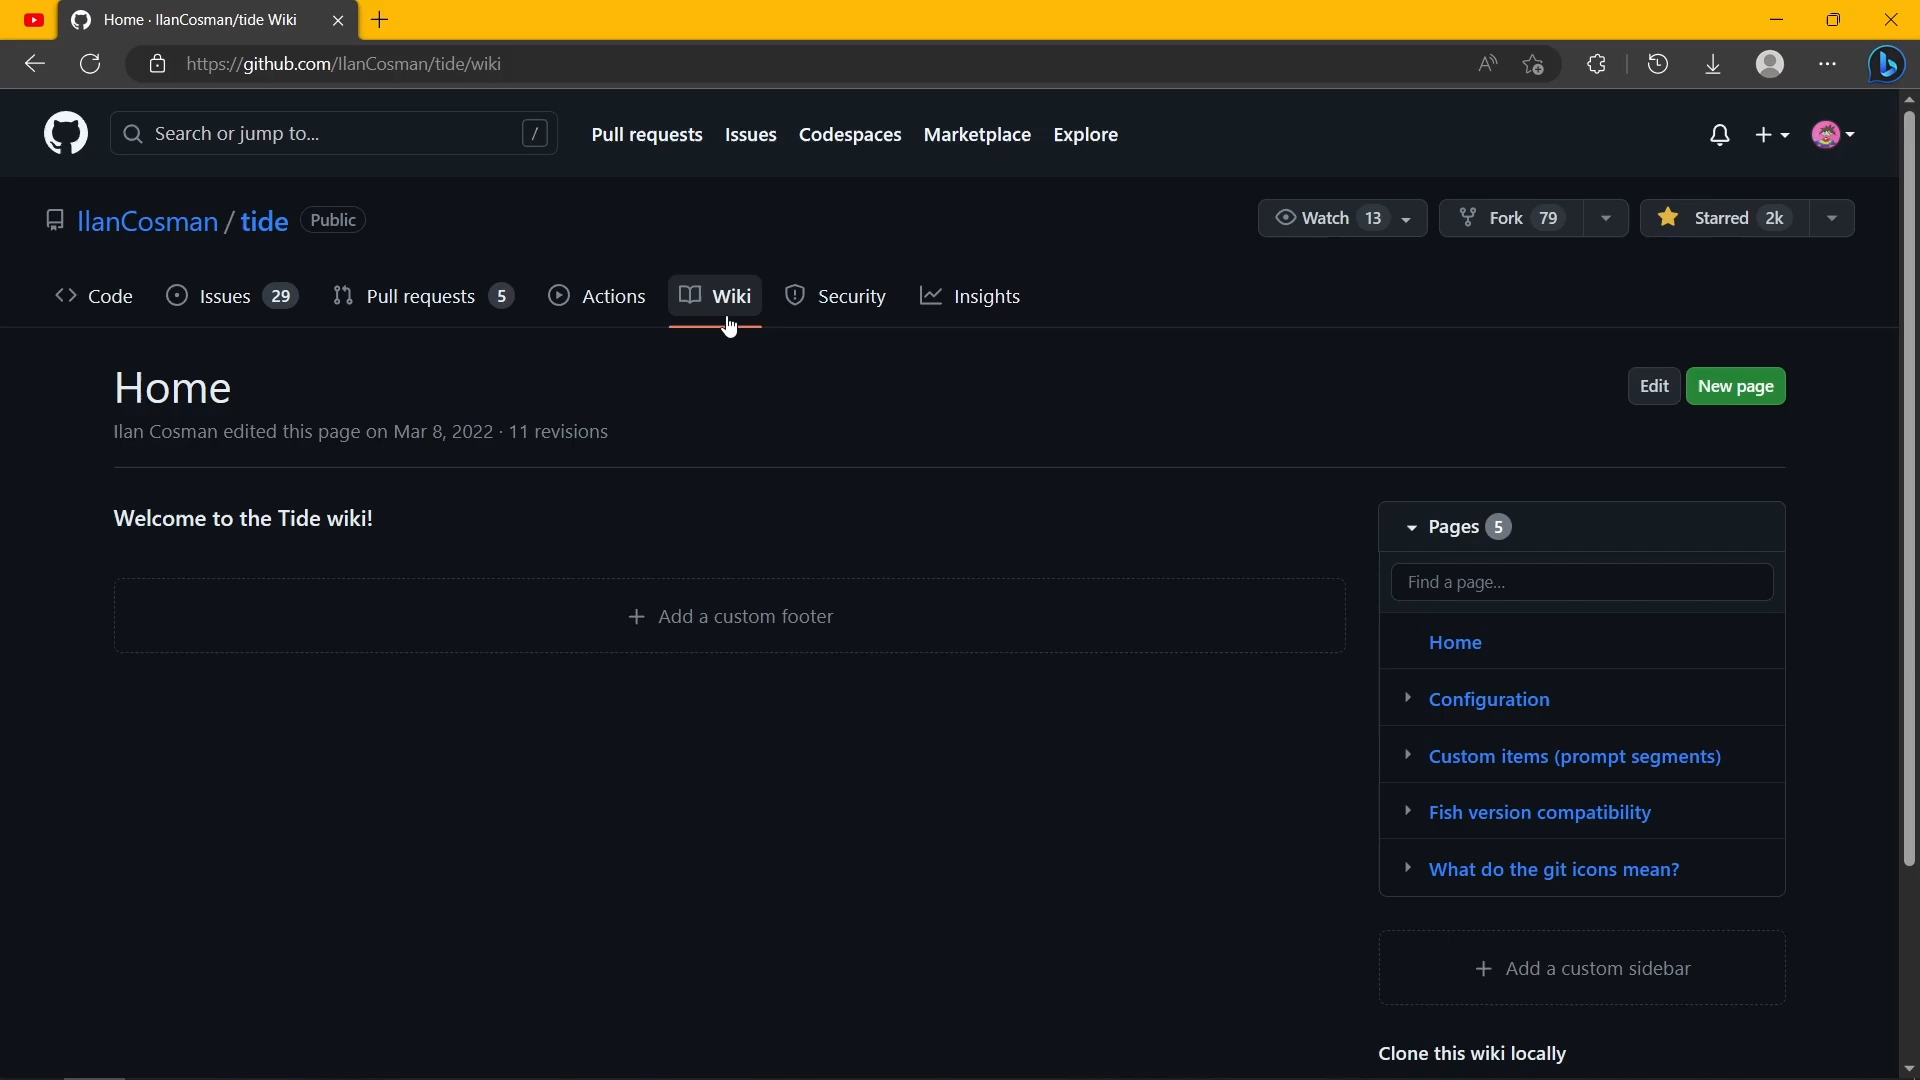 Home · IlanCosman/tide Wiki
https://github.com/IlanCosman/tide/wiki
Search or jump to... /
Pull requests Issues Codespaces Marketplace Explore
IlanCosman / tide Public
Watch 13 Fork 79 Starred 2k
Code Issues 29 Pull requests 5 Actions Wiki Security Insights
Home
Edit New page
Ilan Cosman edited this page on Mar 8, 2022 · 11 revisions
Welcome to the Tide wiki!
+ Add a custom footer
Pages 5
Find a page...
Home
Configuration
Custom items (prompt segments)
Fish version compatibility
What do the git icons mean?
+ Add a custom sidebar
Clone this wiki locally